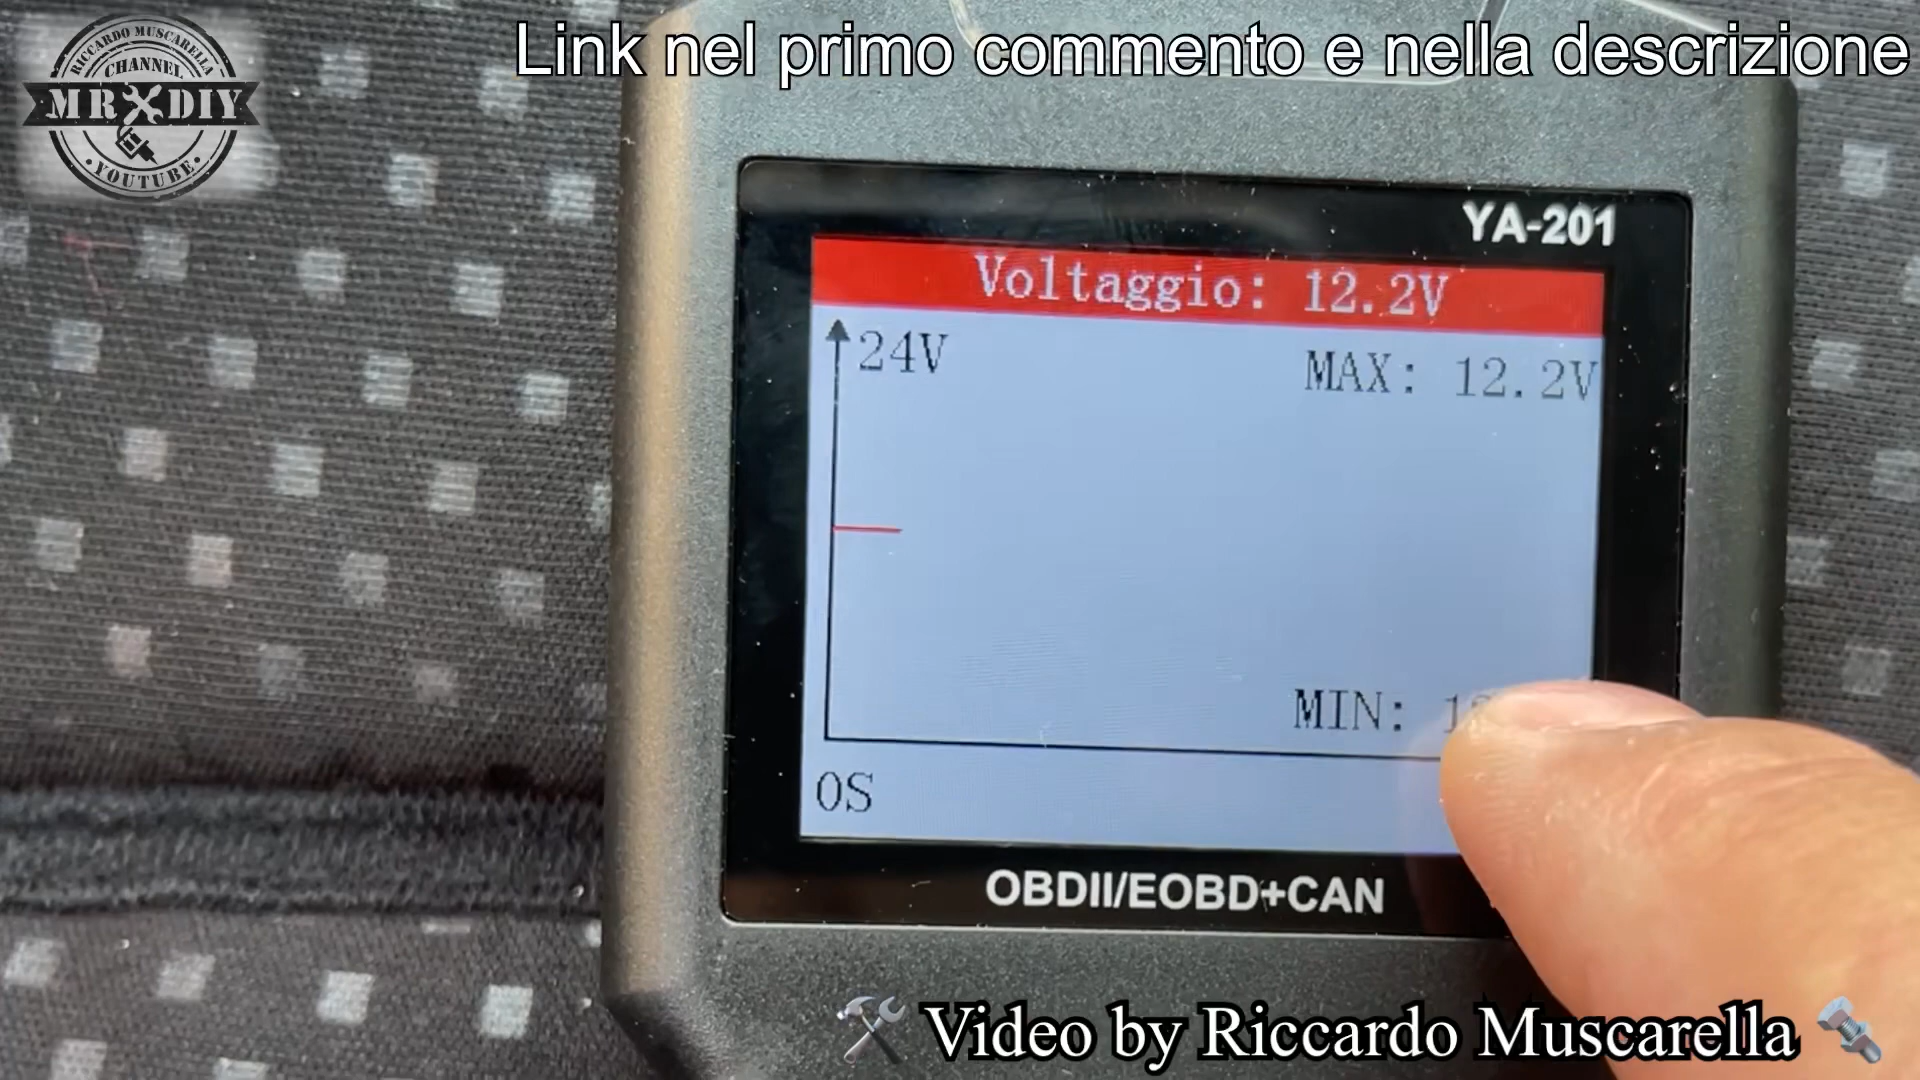 Link nel primo commento e nella descrizione
RICCARDO MUSCARELLA
CHANNEL
MR DIY
YOUTUBE
YA-201
Voltaggio: 12.2V
24V
MAX: 12.2V
MIN:
0S
OBDII/EOBD+CAN
Video by Riccardo Muscarella